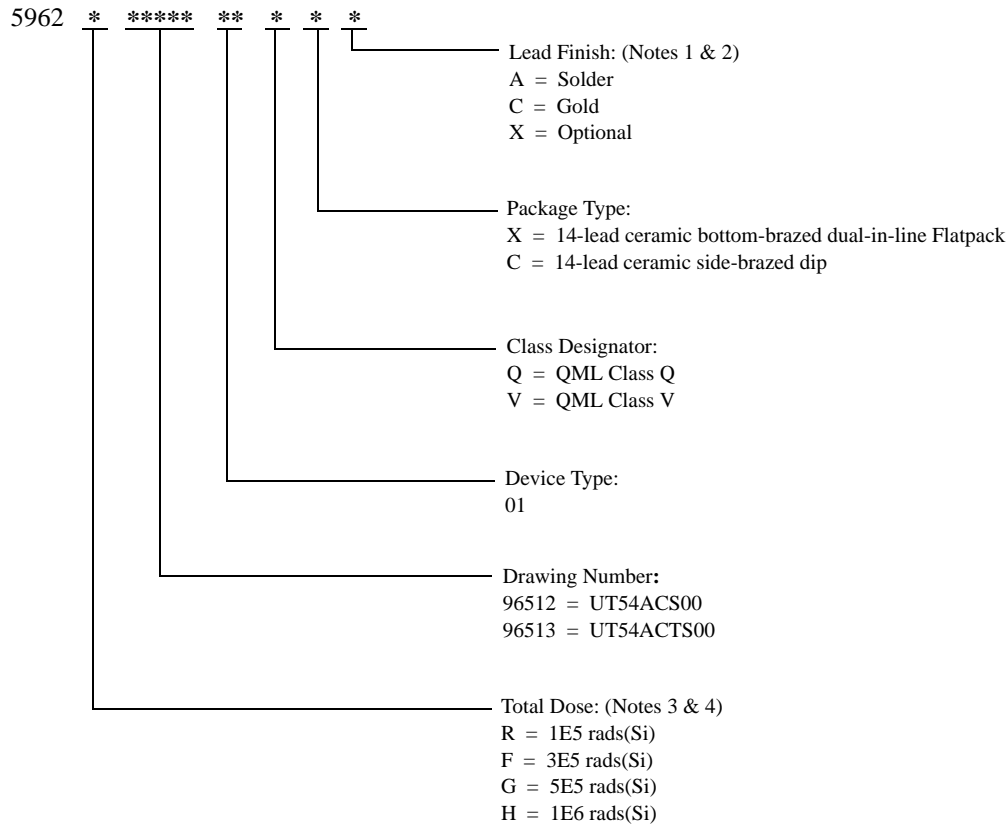 5962 * ***** ** * * *
Lead Finish: (Notes 1 & 2)
A = Solder
C = Gold
X = Optional
Package Type:
X = 14-lead ceramic bottom-brazed dual-in-line Flatpack
C = 14-lead ceramic side-brazed dip
Class Designator:
Q = QML Class Q
V = QML Class V
Device Type:
01
Drawing Number:
96512 = UT54ACS00
96513 = UT54ACTS00
Total Dose: (Notes 3 & 4)
R = 1E5 rads(Si)
F = 3E5 rads(Si)
G = 5E5 rads(Si)
H = 1E6 rads(Si)